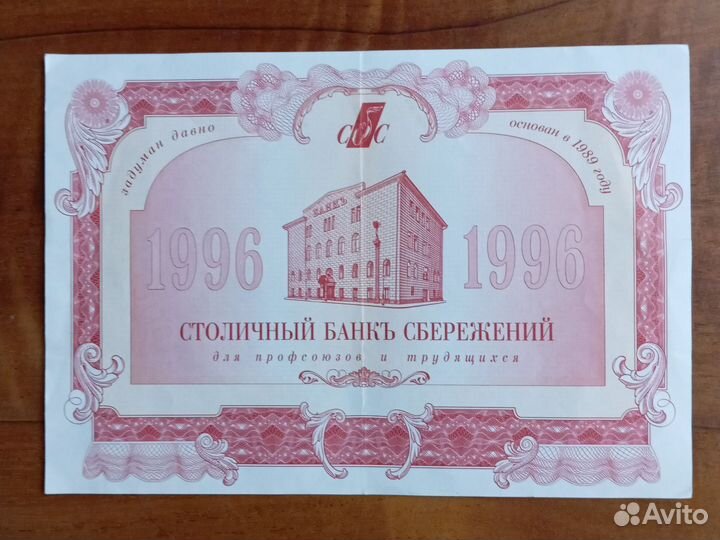 СБС
задуман давно
основан в 1989 году
БАНКЪ
1996
1996
СТОЛИЧНЫЙ БАНКЪ СБЕРЕЖЕНИЙ
для профсоюзов и трудящихся
Avito